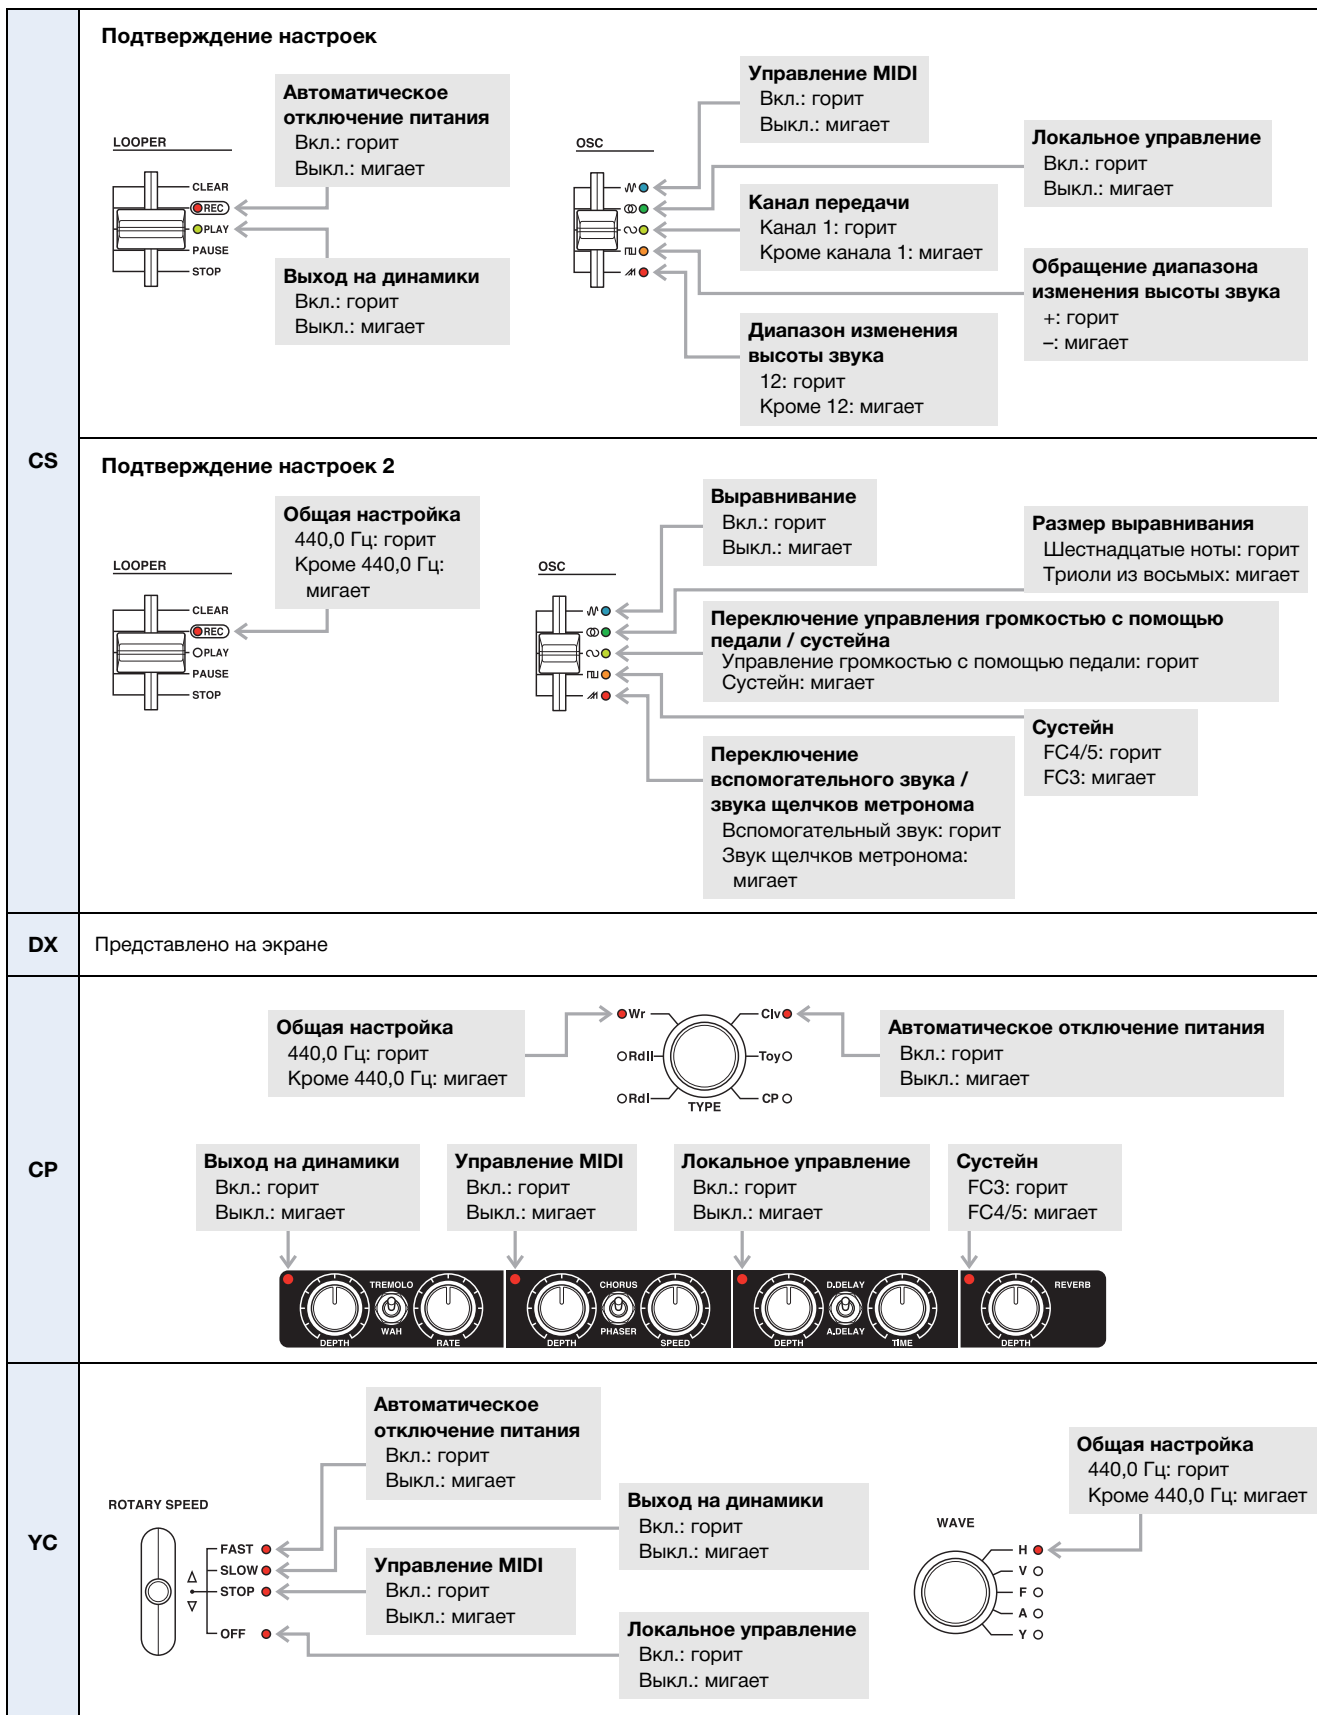 CS
Подтверждение настроек
Автоматическое
отключение питания
Вкл.: горит
Выкл.: мигает
LOOPER
CLEAR
REC
PLAY
PAUSE
STOP
Выход на динамики
Вкл.: горит
Выкл.: мигает
OSC
Управление MIDI
Вкл.: горит
Выкл.: мигает
Локальное управление
Вкл.: горит
Выкл.: мигает
Канал передачи
Канал 1: горит
Кроме канала 1: мигает
Обращение диапазона
изменения высоты звука
+: горит
–: мигает
Диапазон изменения
высоты звука
12: горит
Кроме 12: мигает
Подтверждение настроек 2
Общая настройка
440,0 Гц: горит
Кроме 440,0 Гц:
мигает
LOOPER
CLEAR
REC
PLAY
PAUSE
STOP
OSC
Выравнивание
Вкл.: горит
Выкл.: мигает
Размер выравнивания
Шестнадцатые ноты: горит
Триоли из восьмых: мигает
Переключение управления громкостью с помощью
педали / сустейна
Управление громкостью с помощью педали: горит
Сустейн: мигает
Сустейн
FC4/5: горит
FC3: мигает
Переключение
вспомогательного звука /
звука щелчков метронома
Вспомогательный звук: горит
Звук щелчков метронома:
мигает
DX
Представлено на экране
CP
Общая настройка
440,0 Гц: горит
Кроме 440,0 Гц: мигает
Wr
RdII
RdI
TYPE
Clv
Toy
CP
Автоматическое отключение питания
Вкл.: горит
Выкл.: мигает
Выход на динамики
Вкл.: горит
Выкл.: мигает
Управление MIDI
Вкл.: горит
Выкл.: мигает
Локальное управление
Вкл.: горит
Выкл.: мигает
Сустейн
FC3: горит
FC4/5: мигает
DEPTH
TREMOLO
WAH
RATE
DEPTH
CHORUS
PHASER
SPEED
DEPTH
D.DELAY
A.DELAY
TIME
DEPTH
REVERB
YC
Автоматическое
отключение питания
Вкл.: горит
Выкл.: мигает
ROTARY SPEED
FAST
SLOW
STOP
OFF
Выход на динамики
Вкл.: горит
Выкл.: мигает
Управление MIDI
Вкл.: горит
Выкл.: мигает
Локальное управление
Вкл.: горит
Выкл.: мигает
Общая настройка
440,0 Гц: горит
Кроме 440,0 Гц: мигает
WAVE
H
V
F
A
Y